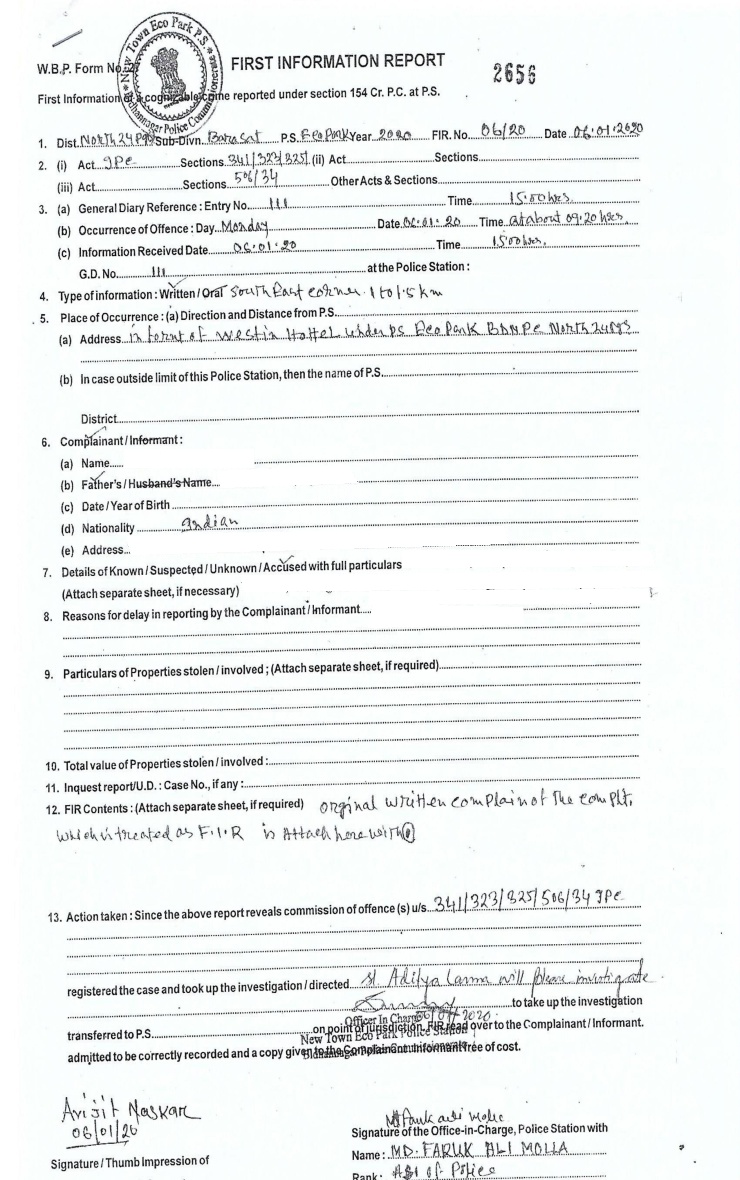 New Town Eco Park P.S.
Bidhannagar Police Commissionerate
W.B.P. Form No. 27
FIRST INFORMATION REPORT
2656
First Information of a cognizable crime reported under section 154 Cr. P.C. at P.S.
1. Dist. North 24 Pgs Sub-Divn. Barasat P.S. Eco Park Year 2020 FIR. No. 06/20 Date 06.01.2020
2. (i) Act IPC Sections 341/323/325/ (ii) Act Sections
(iii) Act Sections 506/34 Other Acts & Sections
3. (a) General Diary Reference : Entry No. 111 Time 15:00 hrs.
(b) Occurrence of Offence : Day Monday Date 06.01.20 Time at about 09:20 hrs.
(c) Information Received Date 06.01.20 Time 15:00 hrs.
G.D. No. 111 at the Police Station :
4. Type of information : Written / Oral South East corner. 1 to 1.5 km
5. Place of Occurrence : (a) Direction and Distance from P.S.
(a) Address in fornt of Westin Hottel under PS Eco Park BDNPC North 24 Pgs
(b) In case outside limit of this Police Station, then the name of P.S.
District
6. Complainant / Informant :
(a) Name
(b) Father's / Husband's Name
(c) Date / Year of Birth
(d) Nationality Indian
(e) Address
7. Details of Known / Suspected / Unknown / Accused with full particulars
(Attach separate sheet, if necessary)
8. Reasons for delay in reporting by the Complainant / Informant
9. Particulars of Properties stolen / involved ; (Attach separate sheet, if required)
10. Total value of Properties stolen / involved :
11. Inquest report/U.D. : Case No., if any :
12. FIR Contents : (Attach separate sheet, if required) orginal written complain of the complt.
which is treated as F.I.R is Attach here with
13. Action taken : Since the above report reveals commission of offence (s) u/s. 341/323/325/506/34 IPC
registered the case and took up the investigation / directed SI Aditya will please investigate
to take up the investigation
Officer In Charge 06/01/2020
transferred to P.S. on point of jurisdiction, FIR read over to the Complainant / Informant.
New Town Eco Park Police Station
admitted to be correctly recorded and a copy given to the Complainant Informant free of cost.
Bidhannagar Police Commissionerate
Avijit Naskar
06/01/20
Signature / Thumb Impression of
Md Faruk Ali Molla
Signature of the Office-in-Charge, Police Station with
Name : MD. FARUK ALI MOLLA
Rank : ASI of Police